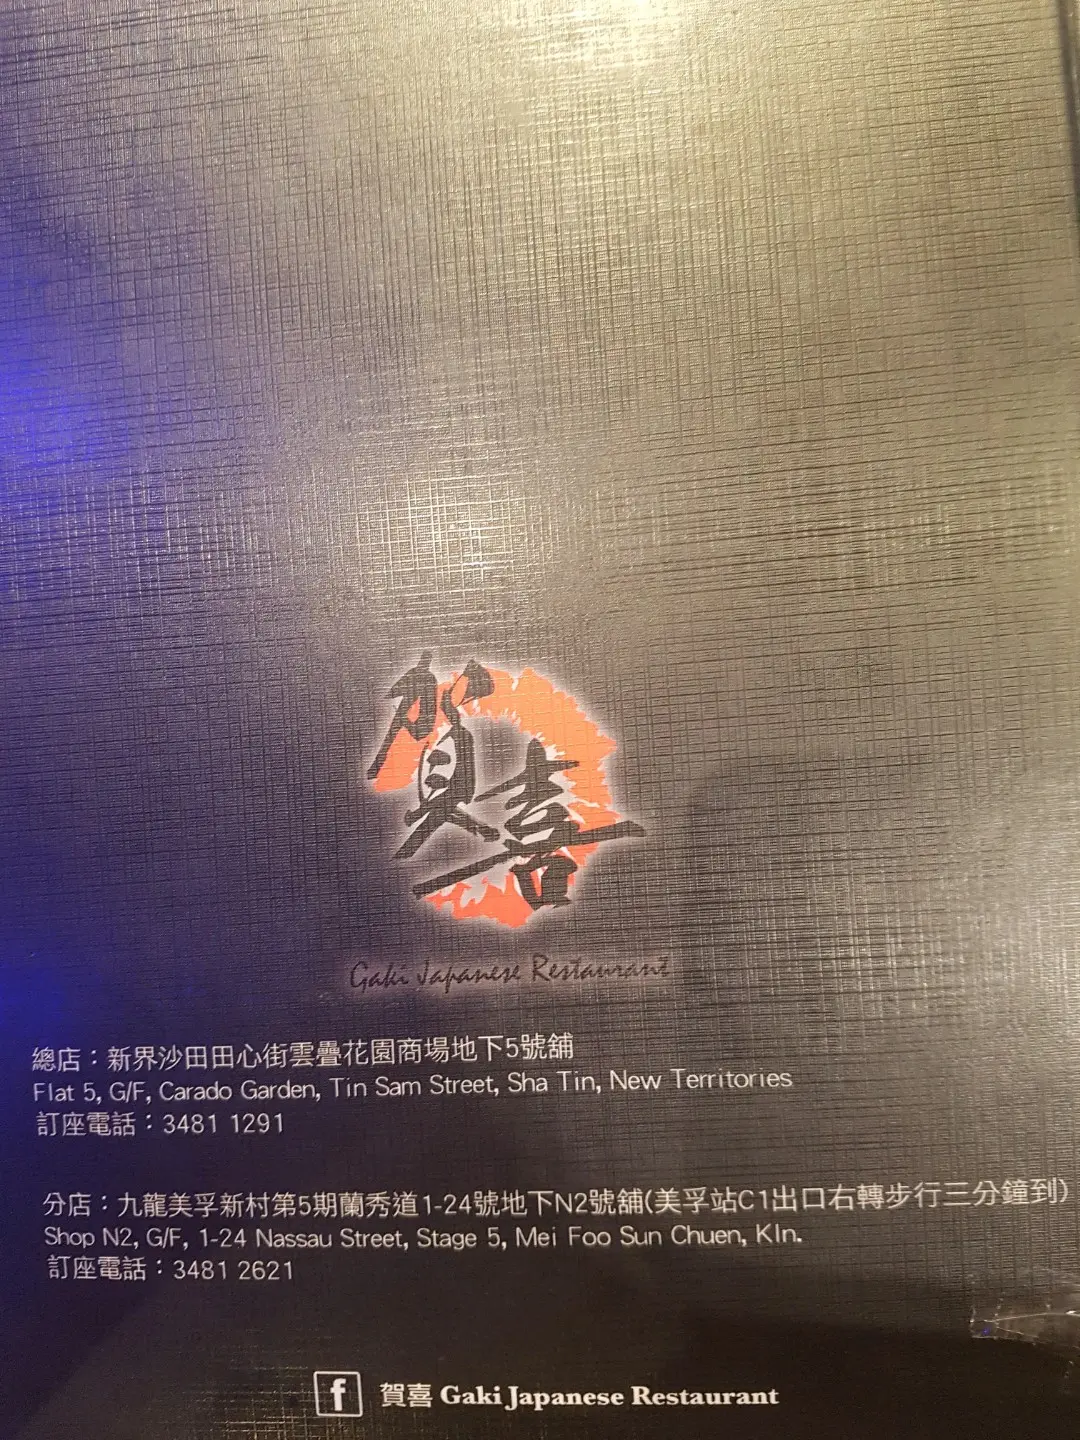 賀喜
Gaki Japanese Restaurant
總店：新界沙田田心街雲疊花園商場地下5號舖
Flat 5, G/F, Carado Garden, Tin Sam Street, Sha Tin, New Territories
訂座電話：3481 1291
分店：九龍美孚新村第5期蘭秀道1-24號地下N2號舖(美孚站C1出口右轉步行三分鐘到)
Shop N2, G/F, 1-24 Nassau Street, Stage 5, Mei Foo Sun Chuen, Kln.
訂座電話：3481 2621
f 賀喜 Gaki Japanese Restaurant